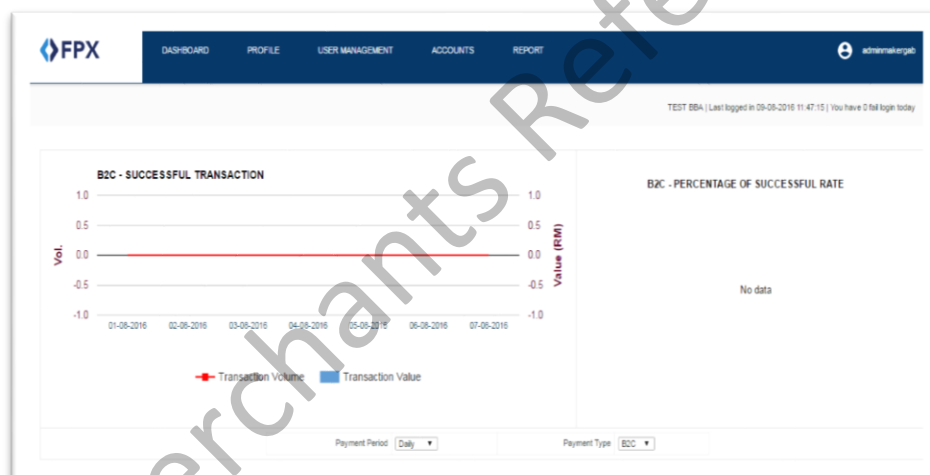 FPX
DASHBOARD PROFILE USER MANAGEMENT ACCOUNTS REPORT adminmakergab
TEST BBA | Last logged in 09-08-2016 11:47:15 | You have 0 fail login today
B2C - SUCCESSFUL TRANSACTION
B2C - PERCENTAGE OF SUCCESSFUL RATE
1.0 1.0
0.5 0.5
0.0 0.0
-0.5 -0.5
-1.0 -1.0
Vol.
Value (RM)
No data
01-08-2016 02-08-2016 03-08-2016 04-08-2016 05-08-2016 06-08-2016 07-08-2016
Transaction Volume Transaction Value
Payment Period Daily Payment Type B2C